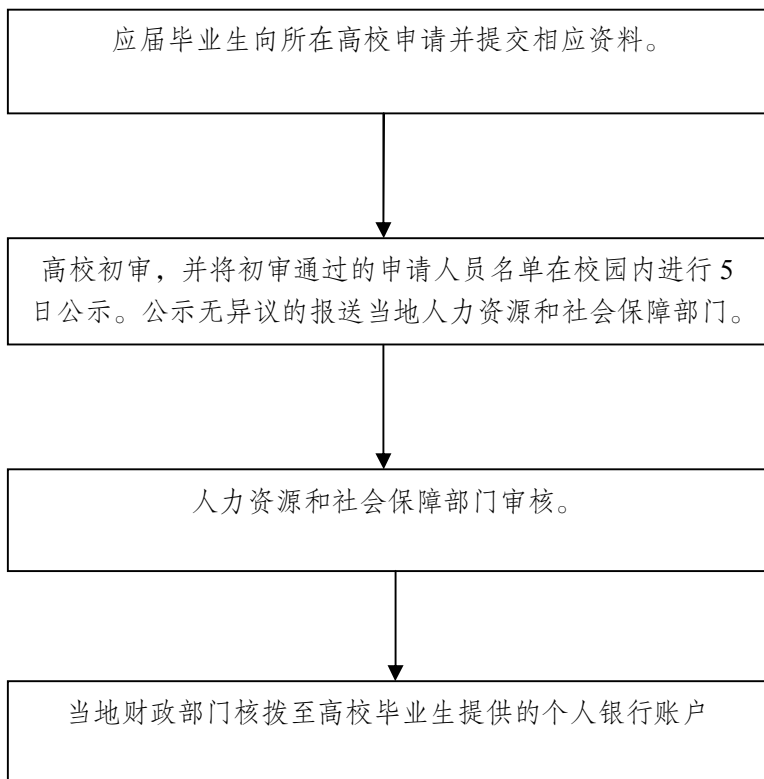 应届毕业生向所在高校申请并提交相应资料。
高校初审，并将初审通过的申请人员名单在校园内进行 5
日公示。公示无异议的报送当地人力资源和社会保障部门。
人力资源和社会保障部门审核。
当地财政部门核拨至高校毕业生提供的个人银行账户